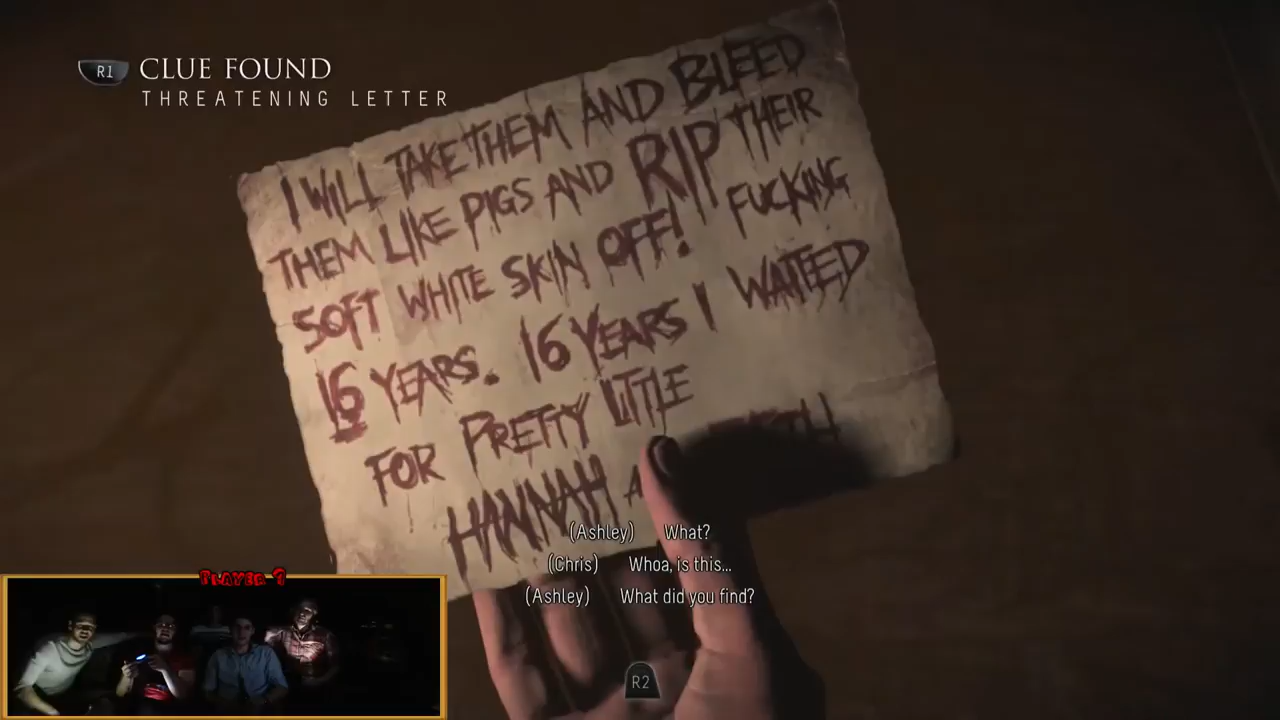 R1 CLUE FOUND
THREATENING LETTER
I WILL TAKE THEM AND BLEED
THEM LIKE PIGS AND RIP THEIR
SOFT WHITE SKIN OFF! FUCKING
16 YEARS. 16 YEARS I WAITED
FOR PRETTY LITTLE
HANNAH
(Ashley) What?
(Chris) Whoa, is this...
(Ashley) What did you find?
PLAYER 1
R2